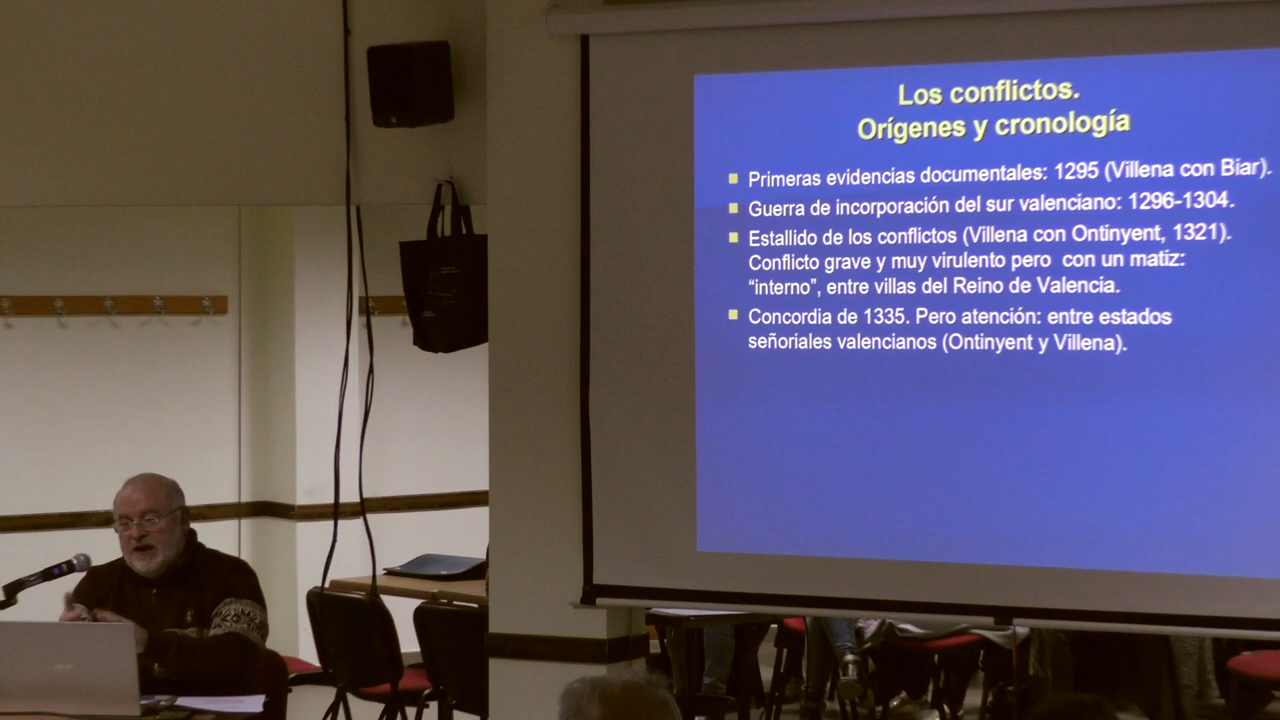 Los conflictos.
Orígenes y cronología
Primeras evidencias documentales: 1295 (Villena con Biar).
Guerra de incorporación del sur valenciano: 1296-1304.
Estallido de los conflictos (Villena con Ontinyent, 1321).
Conflicto grave y muy virulento pero con un matiz:
“interno”, entre villas del Reino de Valencia.
Concordia de 1335. Pero atención: entre estados
señoriales valencianos (Ontinyent y Villena).
acer